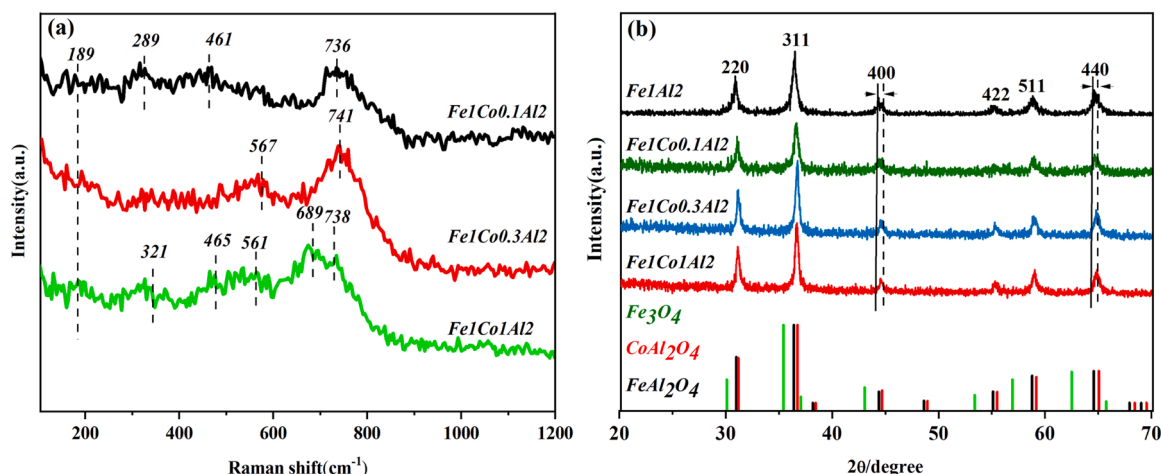 (a)
189
289
461
736
Fe1Co0.1Al2
741
567
Fe1Co0.3Al2
689
738
321
465
561
Fe1Co1Al2
Intensity(a.u.)
200 400 600 800 1000 1200
Raman shift(cm-1)
(b)
311
220
400
440
422
511
Fe1Al2
Fe1Co0.1Al2
Fe1Co0.3Al2
Fe1Co1Al2
Fe3O4
CoAl2O4
FeAl2O4
Intensity(a.u.)
20 30 40 50 60 70
2θ/degree